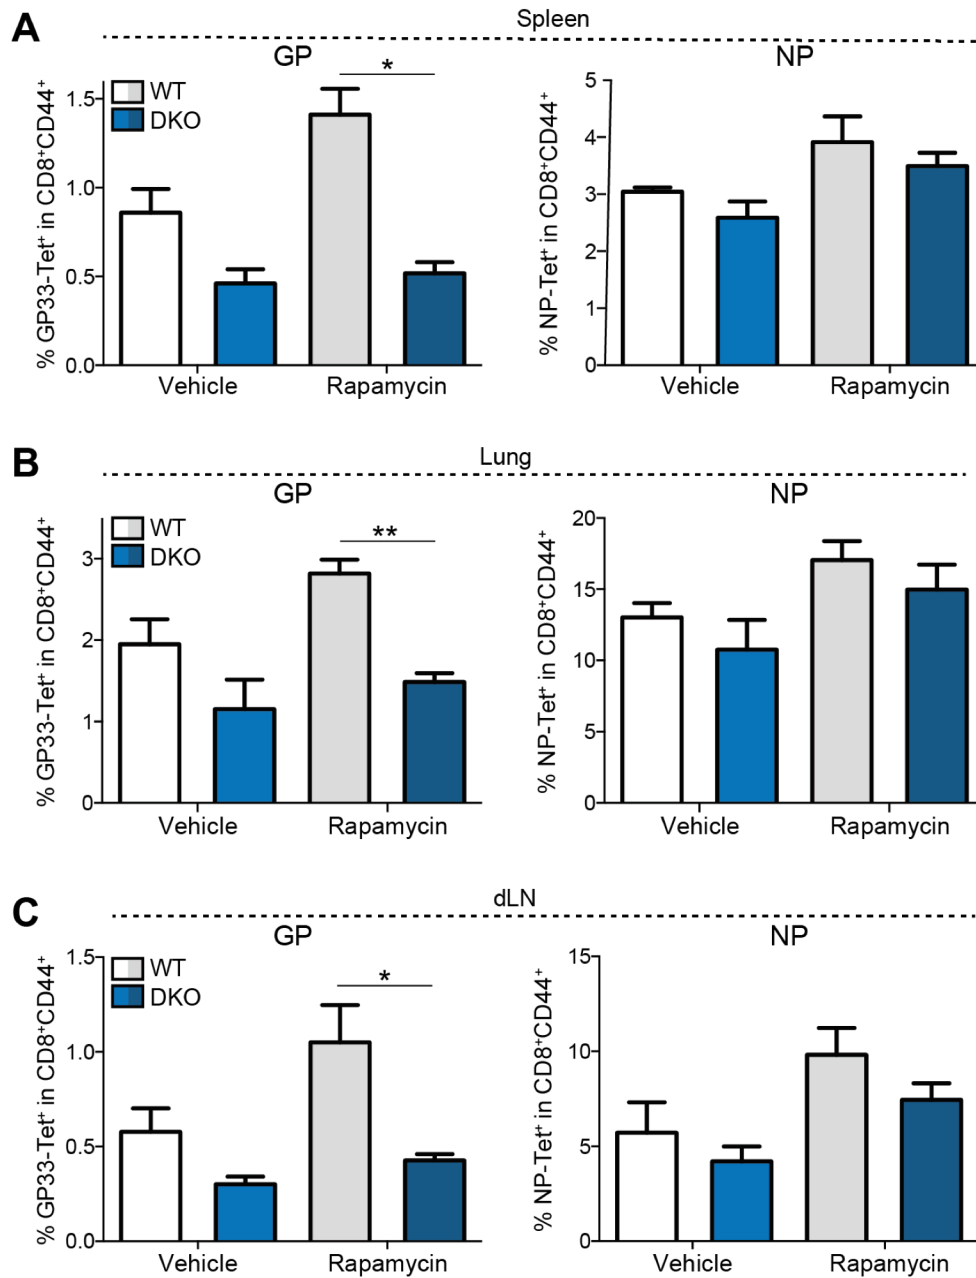 A
Spleen
GP
NP
WT
DKO
*
% GP33-Tet⁺ in CD8⁺CD44⁺
1.5
1.0
0.5
0.0
Vehicle
Rapamycin
% NP-Tet⁺ in CD8⁺CD44⁺
5
4
3
2
1
0
Vehicle
Rapamycin
B
Lung
GP
NP
WT
DKO
**
% GP33-Tet⁺ in CD8⁺CD44⁺
3
2
1
0
Vehicle
Rapamycin
% NP-Tet⁺ in CD8⁺CD44⁺
20
15
10
5
0
Vehicle
Rapamycin
C
dLN
GP
NP
WT
DKO
*
% GP33-Tet⁺ in CD8⁺CD44⁺
1.5
1.0
0.5
0.0
Vehicle
Rapamycin
% NP-Tet⁺ in CD8⁺CD44⁺
15
10
5
0
Vehicle
Rapamycin